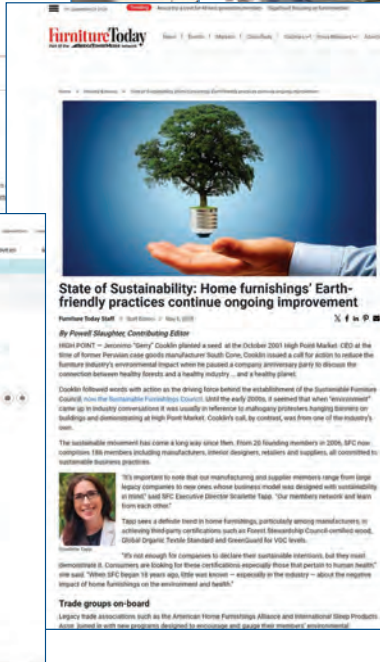 FurnitureToday
State of Sustainability: Home furnishings' Earth-
friendly practices continue ongoing improvement
Furniture Today Staff
By Powell Slaughter, Contributing Editor
HIGH POINT — Jeronimo "Gerry" Cooklin planted a seed at the October 2001 High Point Market. CEO at the
time of former Peruvian case goods manufacturer South Cone, Cooklin issued a call for action to reduce the
furniture industry's environmental impact when he paused a company anniversary party to discuss the
connection between healthy forests and a healthy industry ... and a healthy planet.
Cooklin followed words with action as the driving force behind the establishment of the Sustainable Furniture
Council, now the Sustainable Furnishings Council. Until the early 2000s, it seemed that when "environment"
came up in industry conversations it was usually in reference to mahogany protesters hanging banners on
buildings and demonstrating at High Point Market. Cooklin's call, by contrast, was from one of the industry's
own.
The sustainable movement has come a long way since then. From 20 founding members in 2006, SFC now
comprises 186 members including manufacturers, interior designers, retailers and suppliers, all committed to
sustainable business practices.
"It's important to note that our manufacturing and supplier members range from large
legacy companies to new ones whose business model was designed with sustainability
in mind," said SFC Executive Director Siralette Tapp. "Our members network and learn
from each other."
Tapp sees a definite trend in home furnishings, particularly among manufacturers, in
achieving third-party certifications such as Forest Stewardship Council-certified wood,
Global Organic Textile Standard and GreenGuard for VOC levels.
"It's not enough for companies to declare their sustainable intentions, but they must
demonstrate it. Consumers are looking for these certifications especially those that pertain to human health,"
she said. "When SFC began 18 years ago, little was known — especially in the industry — about the negative
impact of home furnishings on the environment and health."
Trade groups on-board
Legacy trade associations such as the American Home Furnishings Alliance and International Sleep Products
joined in with new programs designed to encourage and gauge their members' environmental